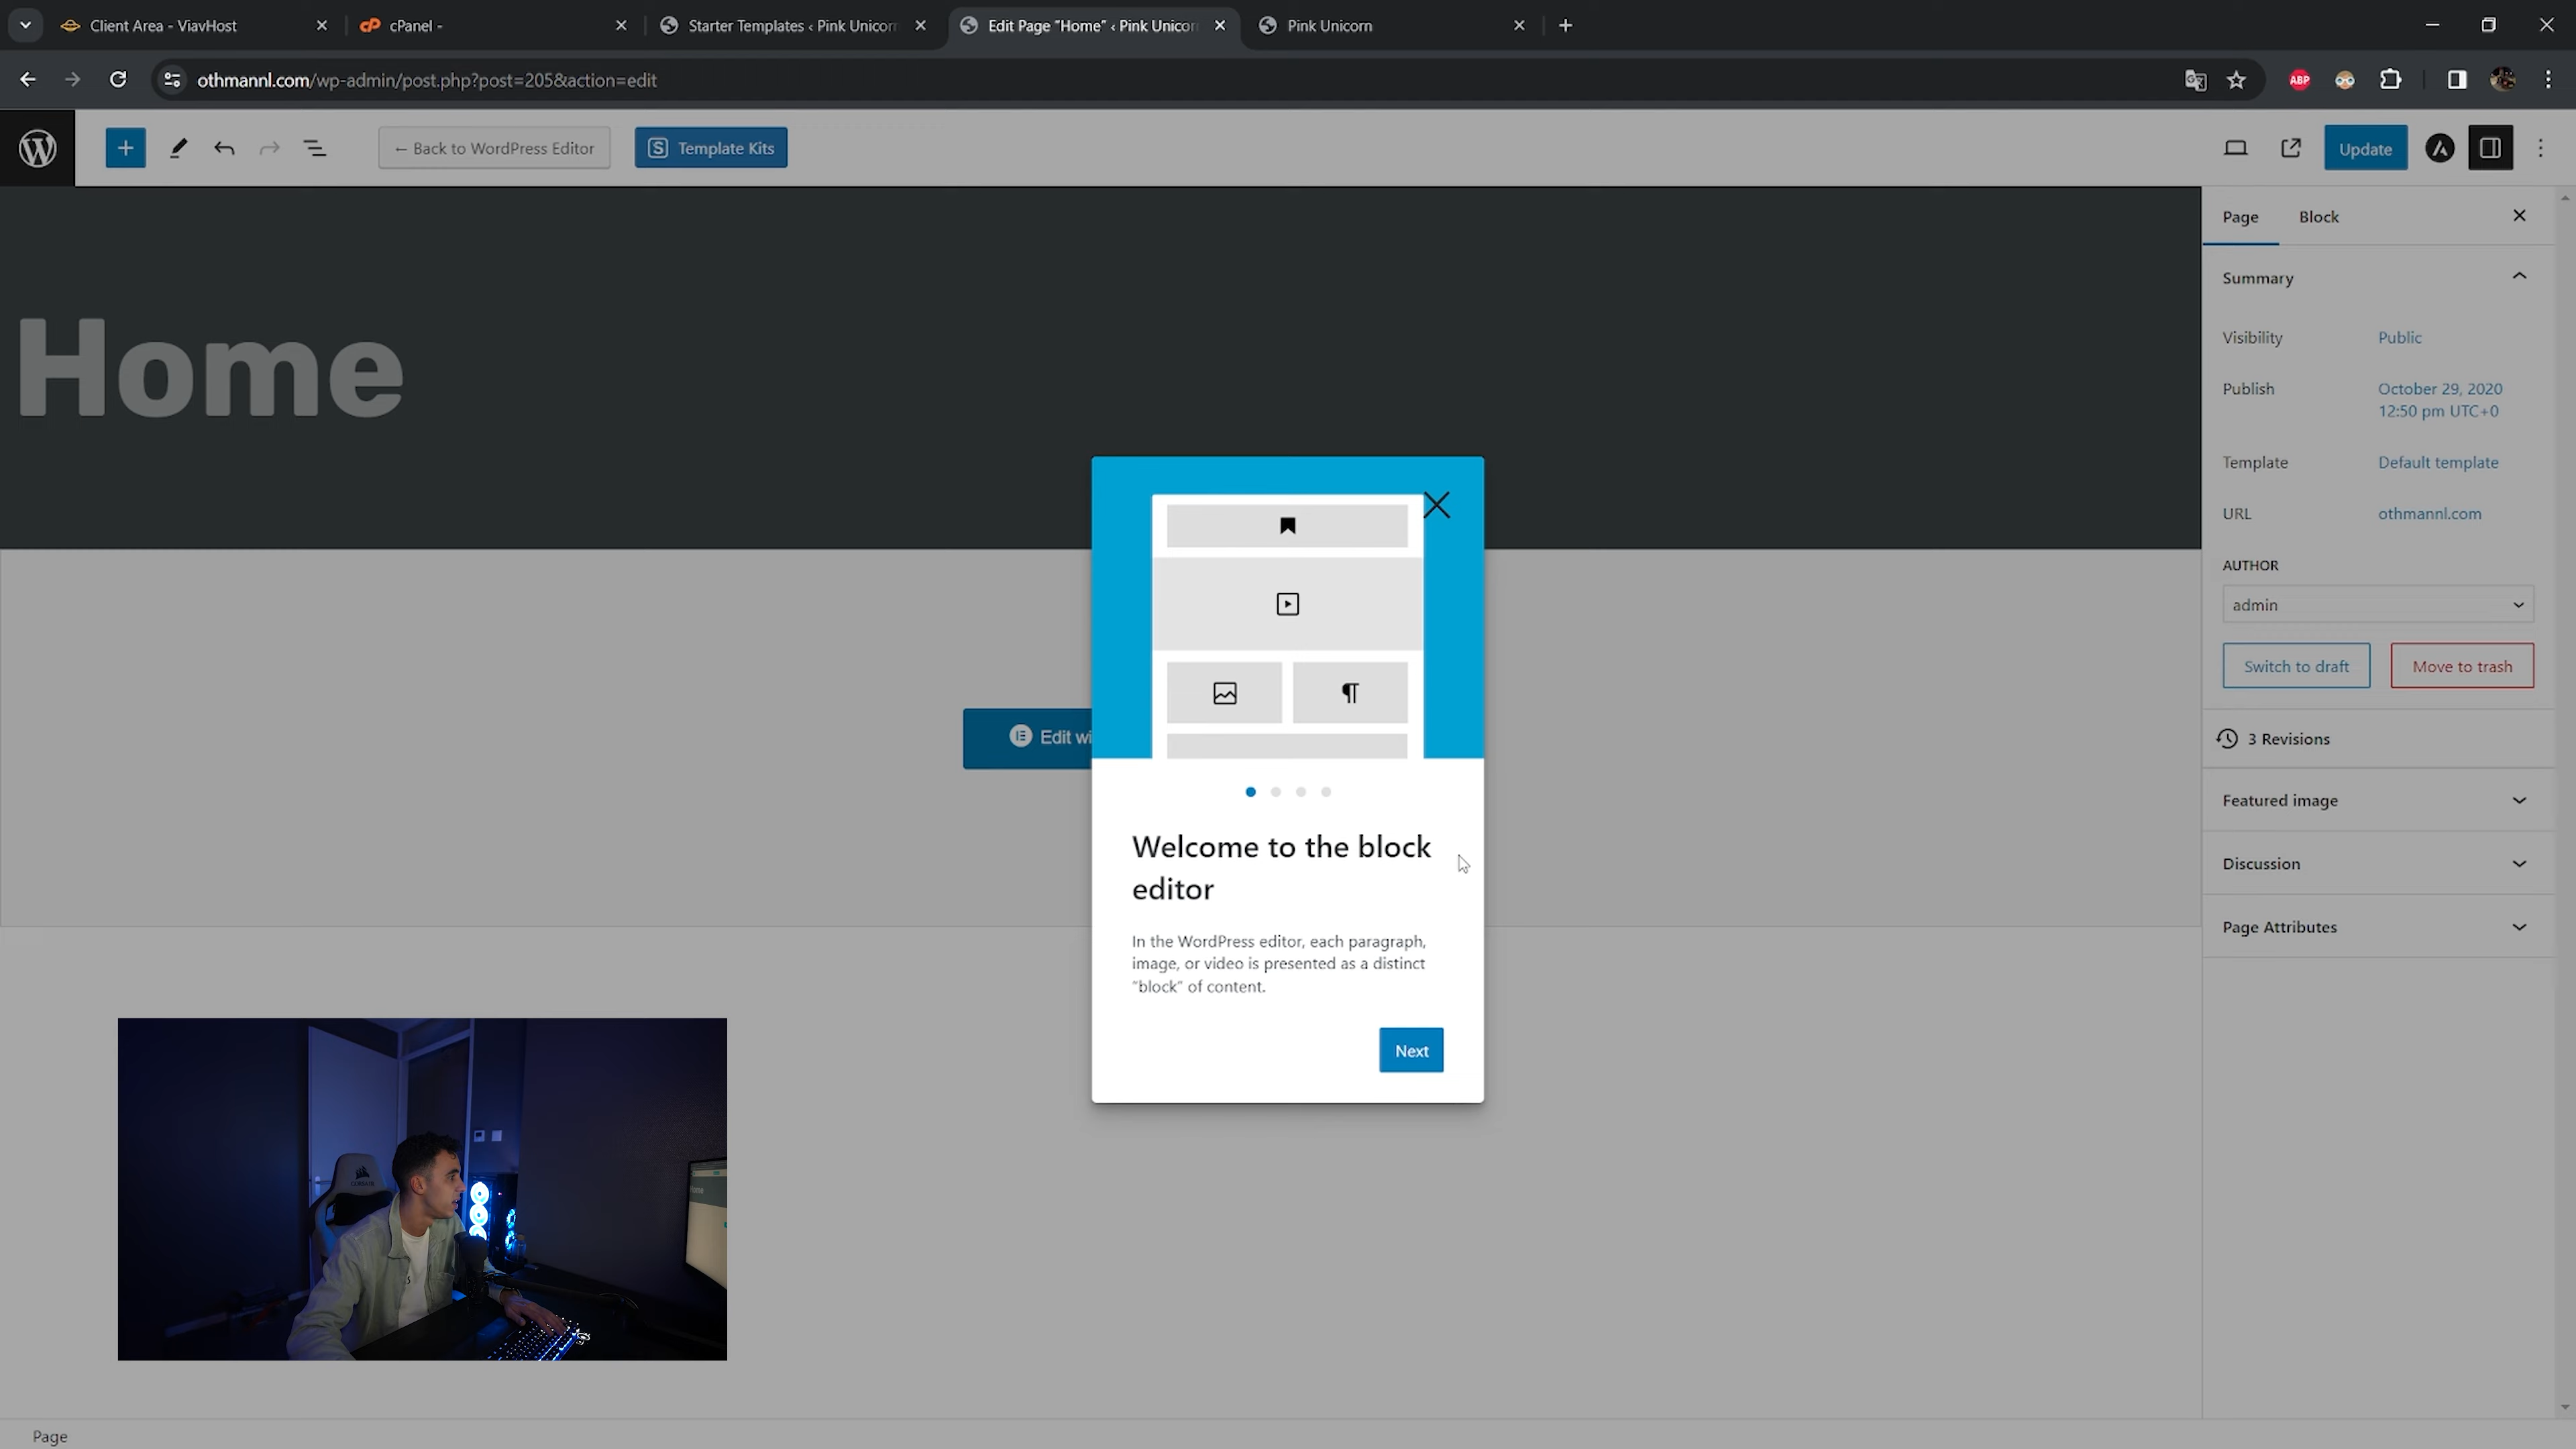 Client Area - ViavHost
cPanel -
Starter Templates ‹ Pink Unicorn
Edit Page “Home” ‹ Pink Unicor
Pink Unicorn
othmannl.com/wp-admin/post.php?post=205&action=edit
ABP
← Back to WordPress Editor
Template Kits
Update
Home
Page
Block
Summary
Visibility
Public
Publish
October 29, 2020
12:50 pm UTC+0
Template
Default template
URL
othmannl.com
AUTHOR
admin
Switch to draft
Move to trash
3 Revisions
Featured image
Discussion
Page Attributes
Edit wi
Welcome to the block
editor
In the WordPress editor, each paragraph,
image, or video is presented as a distinct
“block” of content.
Next
Page